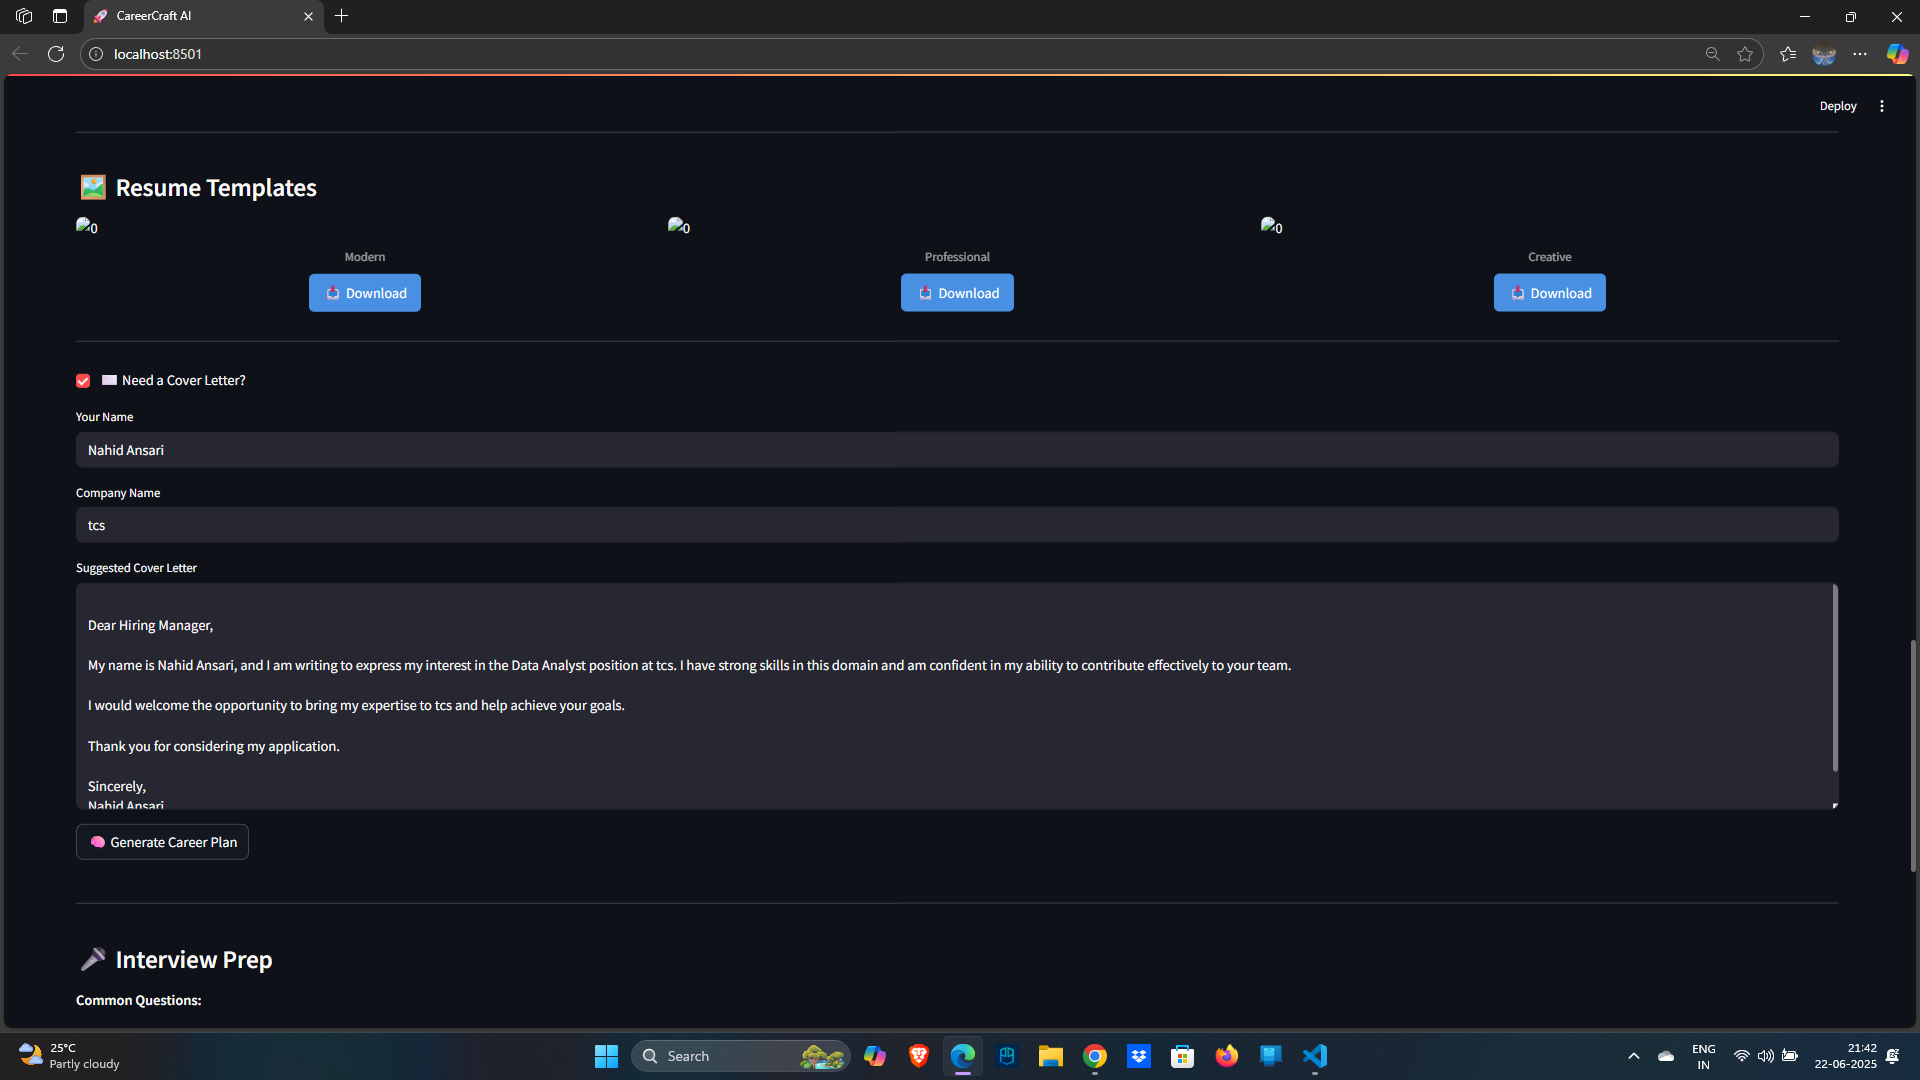 CareerCraft AI
localhost:8501
Deploy
Resume Templates
0
0
0
Modern
Professional
Creative
Download
Download
Download
Need a Cover Letter?
Your Name
Nahid Ansari
Company Name
tcs
Suggested Cover Letter
Dear Hiring Manager,
My name is Nahid Ansari, and I am writing to express my interest in the Data Analyst position at tcs. I have strong skills in this domain and am confident in my ability to contribute effectively to your team.
I would welcome the opportunity to bring my expertise to tcs and help achieve your goals.
Thank you for considering my application.
Sincerely,
Nahid Ansari
Generate Career Plan
Interview Prep
Common Questions:
25°C
Partly cloudy
Search
ENG
IN
21:42
22-06-2025